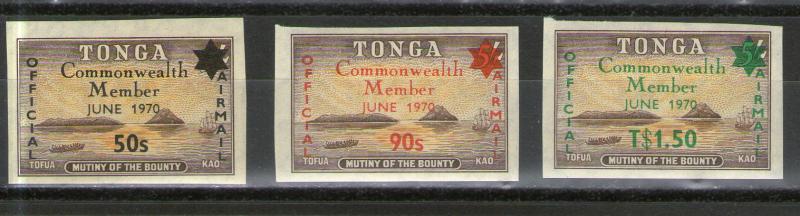 TONGA
OFFICIAL
AIRMAIL
Commonwealth
Member
JUNE 1970
50s
TOFUA
KAO
MUTINY OF THE BOUNTY
TONGA
5/-
OFFICIAL
AIRMAIL
Commonwealth
Member
JUNE 1970
90s
TOFUA
KAO
MUTINY OF THE BOUNTY
TONGA
5/-
OFFICIAL
AIRMAIL
Commonwealth
Member
JUNE 1970
T$1.50
TOFUA
KAO
MUTINY OF THE BOUNTY